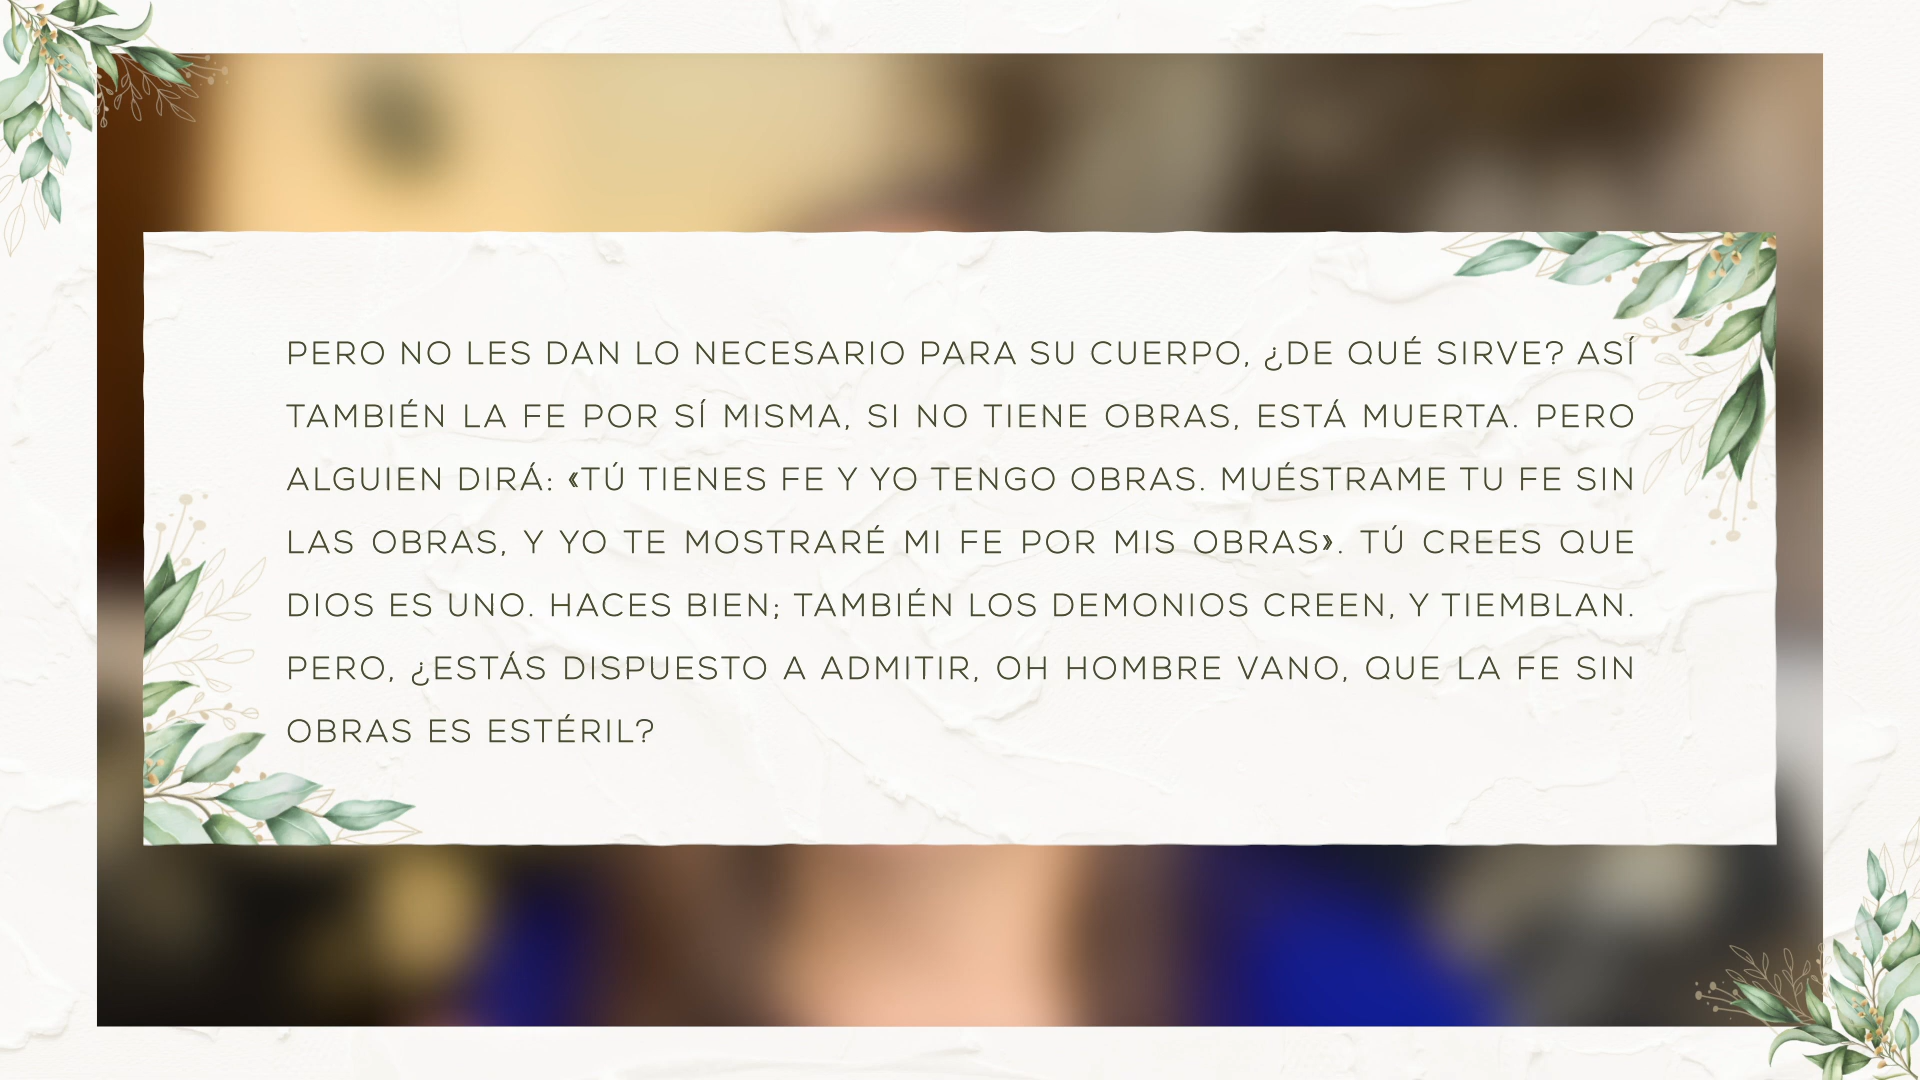 PERO NO LES DAN LO NECESARIO PARA SU CUERPO, ¿DE QUÉ SIRVE? ASÍ
TAMBIÉN LA FE POR SÍ MISMA, SI NO TIENE OBRAS, ESTÁ MUERTA. PERO
ALGUIEN DIRÁ: «TÚ TIENES FE Y YO TENGO OBRAS. MUÉSTRAME TU FE SIN
LAS OBRAS, Y YO TE MOSTRARÉ MI FE POR MIS OBRAS». TÚ CREES QUE
DIOS ES UNO. HACES BIEN; TAMBIÉN LOS DEMONIOS CREEN, Y TIEMBLAN.
PERO, ¿ESTÁS DISPUESTO A ADMITIR, OH HOMBRE VANO, QUE LA FE SIN
OBRAS ES ESTÉRIL?